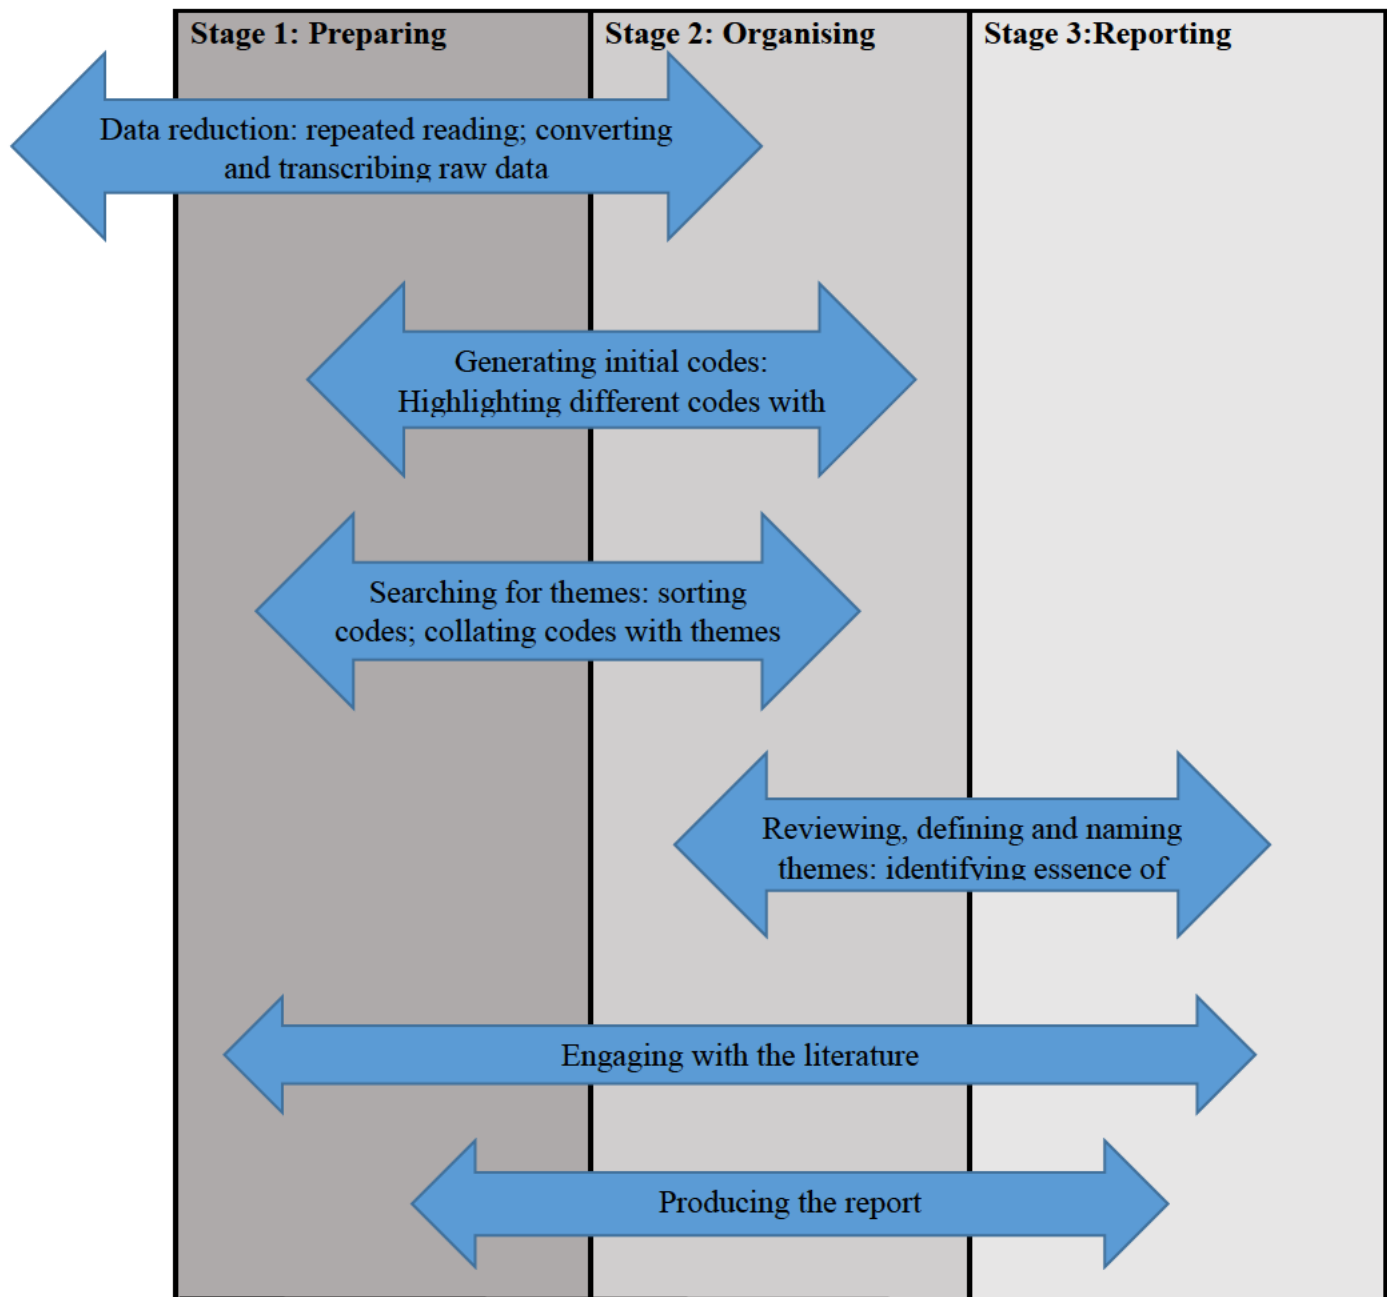 Stage 1: Preparing
Stage 2: Organising
Stage 3:Reporting
Data reduction: repeated reading; converting
and transcribing raw data
Generating initial codes:
Highlighting different codes with
Searching for themes: sorting
codes; collating codes with themes
Reviewing, defining and naming
themes: identifying essence of
Engaging with the literature
Producing the report